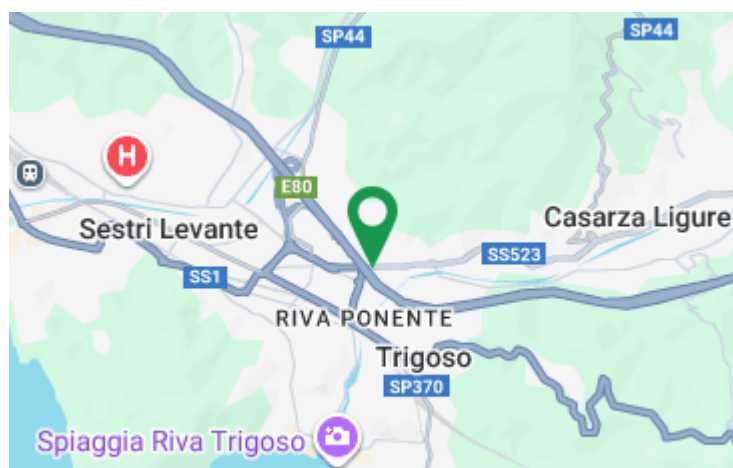 SP44
SP44
H
E80
Sestri Levante
Casarza Ligure
SS523
SS1
RIVA PONENTE
Trigoso
SP370
Spiaggia Riva Trigoso